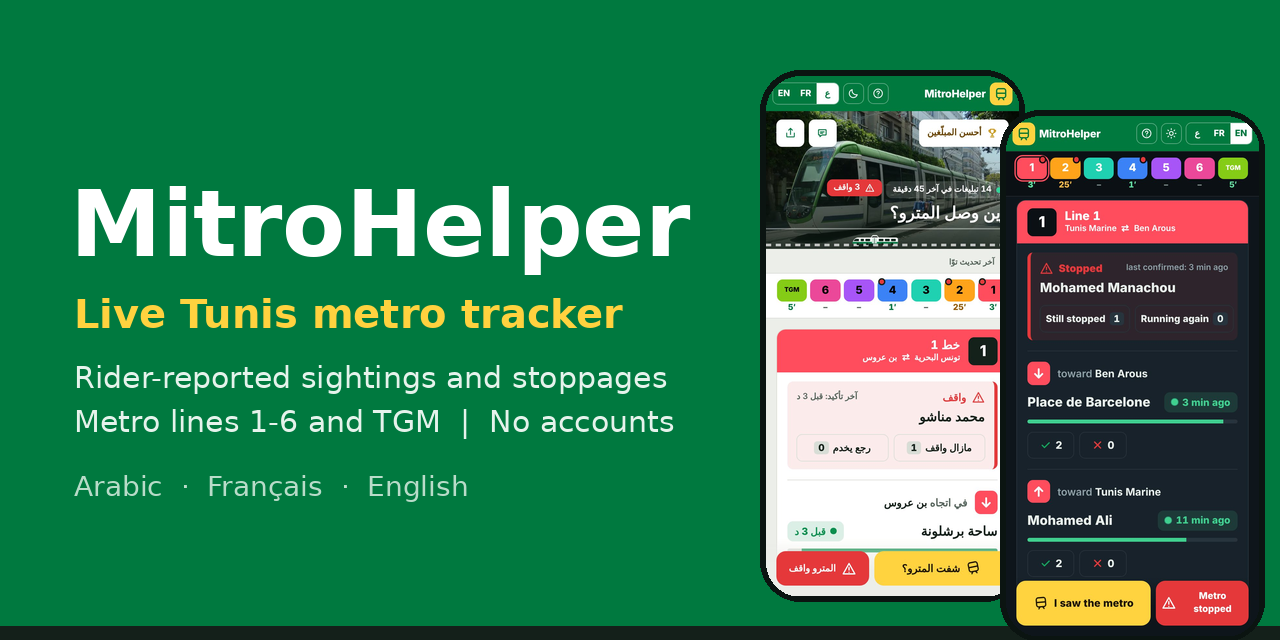 MitroHelper
Live Tunis metro tracker
Rider-reported sightings and stoppages
Metro lines 1-6 and TGM | No accounts
Arabic · Français · English
EN FR ع MitroHelper
أحسن المبلّغين
14 تبليغات في آخر 45 دقيقة
3 واقف
ين وصل المترو؟
آخر تحديث توّا
TGM 6 5 4 3 2 1
5′ – – 1′ – 25′ 3′
خط 1
تونس البحرية ⇄ بن عروس
1
واقف
آخر تأكيد: قبل 3 د
محمد مناشو
مازال واقف 1
رجع يخدم 0
في اتجاه بن عروس
ساحة برشلونة
قبل 3 د
شفت المترو؟
المترو واقف
MitroHelper ع FR EN
1 2 3 4 5 6 TGM
3′ 25′ – 1′ – – 5′
1
Line 1
Tunis Marine ⇄ Ben Arous
Stopped last confirmed: 3 min ago
Mohamed Manachou
Still stopped 1 Running again 0
toward Ben Arous
Place de Barcelone 3 min ago
2 0
toward Tunis Marine
Mohamed Ali 11 min ago
2 0
I saw the metro
Metro
stopped